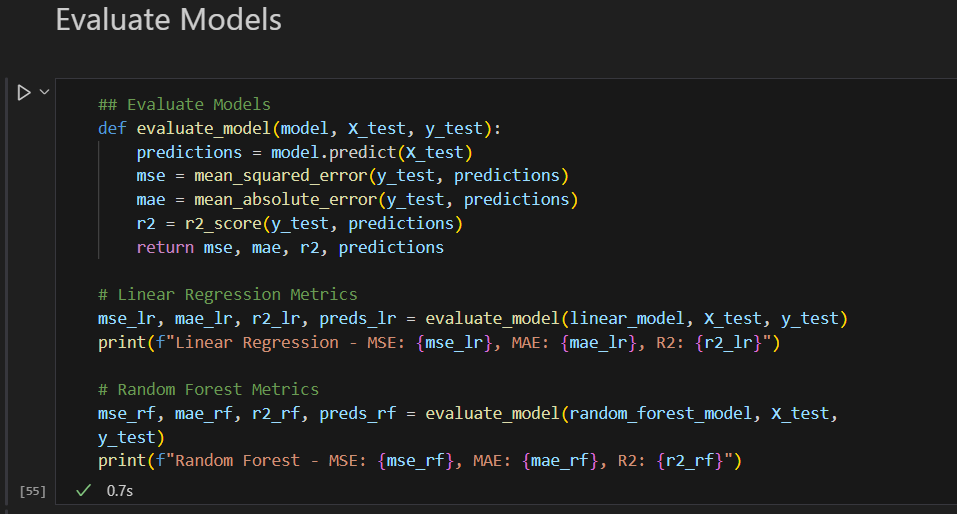 Evaluate Models
## Evaluate Models
def evaluate_model(model, X_test, y_test):
    predictions = model.predict(X_test)
    mse = mean_squared_error(y_test, predictions)
    mae = mean_absolute_error(y_test, predictions)
    r2 = r2_score(y_test, predictions)
    return mse, mae, r2, predictions
# Linear Regression Metrics
mse_lr, mae_lr, r2_lr, preds_lr = evaluate_model(linear_model, X_test, y_test)
print(f"Linear Regression - MSE: {mse_lr}, MAE: {mae_lr}, R2: {r2_lr}")
# Random Forest Metrics
mse_rf, mae_rf, r2_rf, preds_rf = evaluate_model(random_forest_model, X_test,
y_test)
print(f"Random Forest - MSE: {mse_rf}, MAE: {mae_rf}, R2: {r2_rf}")
[55] ✓ 0.7s